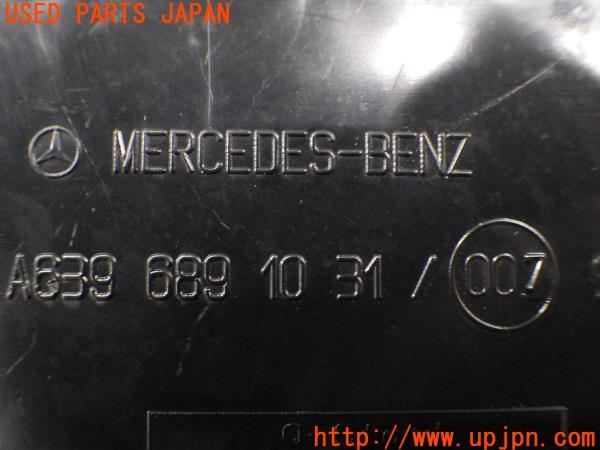 USED PARTS JAPAN
MERCEDES-BENZ
A639 689 10 31 / 007
http://www.upjpn.com/